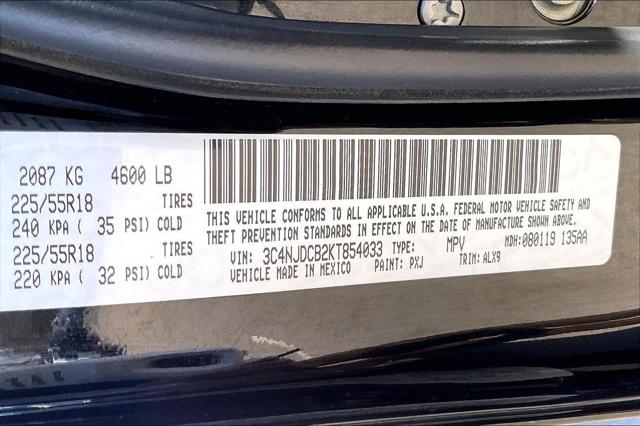 2087 KG 4600 LB
225/55R18 TIRES
240 KPA ( 35 PSI) COLD
225/55R18 TIRES
220 KPA ( 32 PSI) COLD
THIS VEHICLE CONFORMS TO ALL APPLICABLE U.S.A. FEDERAL MOTOR VEHICLE SAFETY AND
THEFT PREVENTION STANDARDS IN EFFECT ON THE DATE OF MANUFACTURE SHOWN ABOVE.
VIN: 3C4NJDCB2KT854033 TYPE: MPV MDH:080119 135AA
VEHICLE MADE IN MEXICO PAINT: PXJ TRIM:ALX9